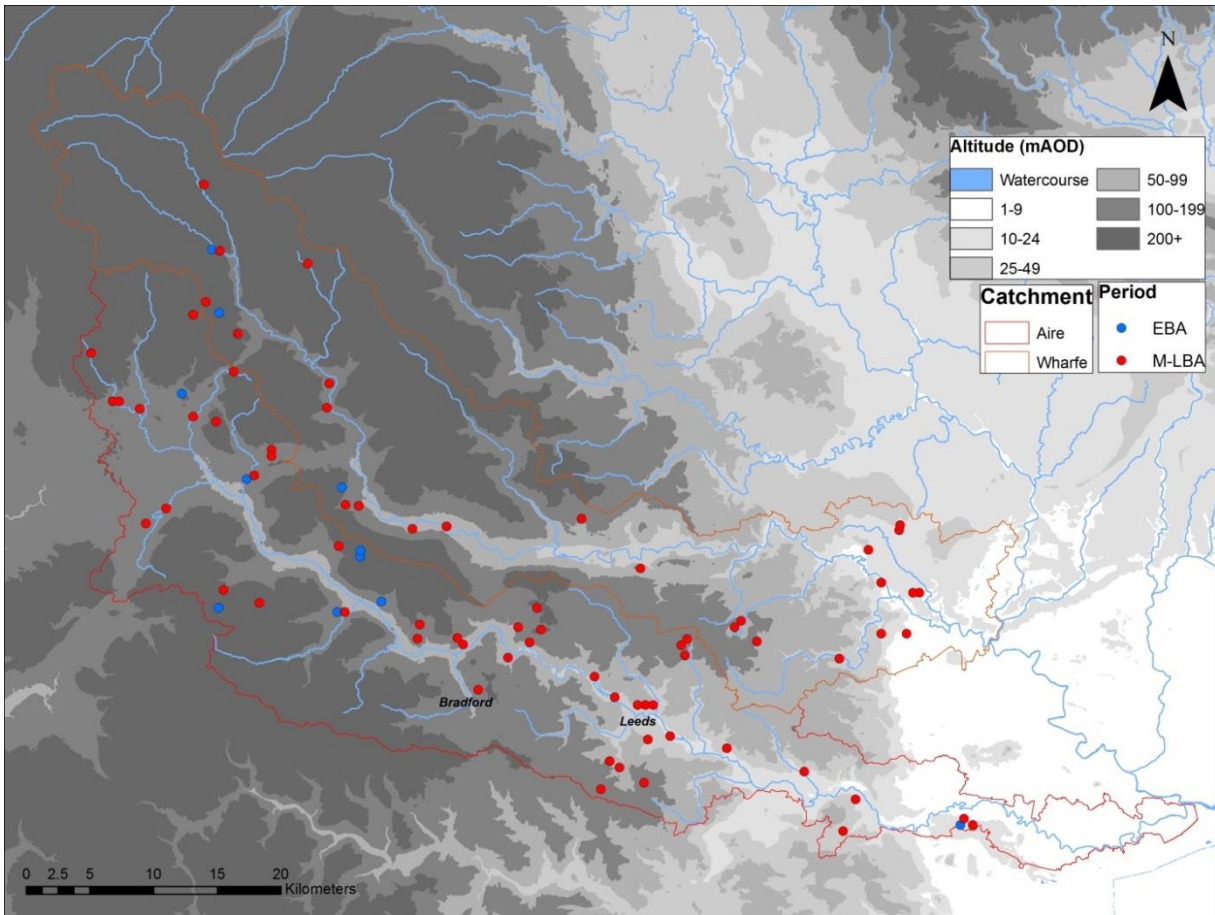 N
Altitude (mAOD)
Watercourse
1-9
10-24
25-49
50-99
100-199
200+
Catchment
Aire
Wharfe
Period
EBA
M-LBA
Bradford
Leeds
0 2.5 5 10 15 20
Kilometers